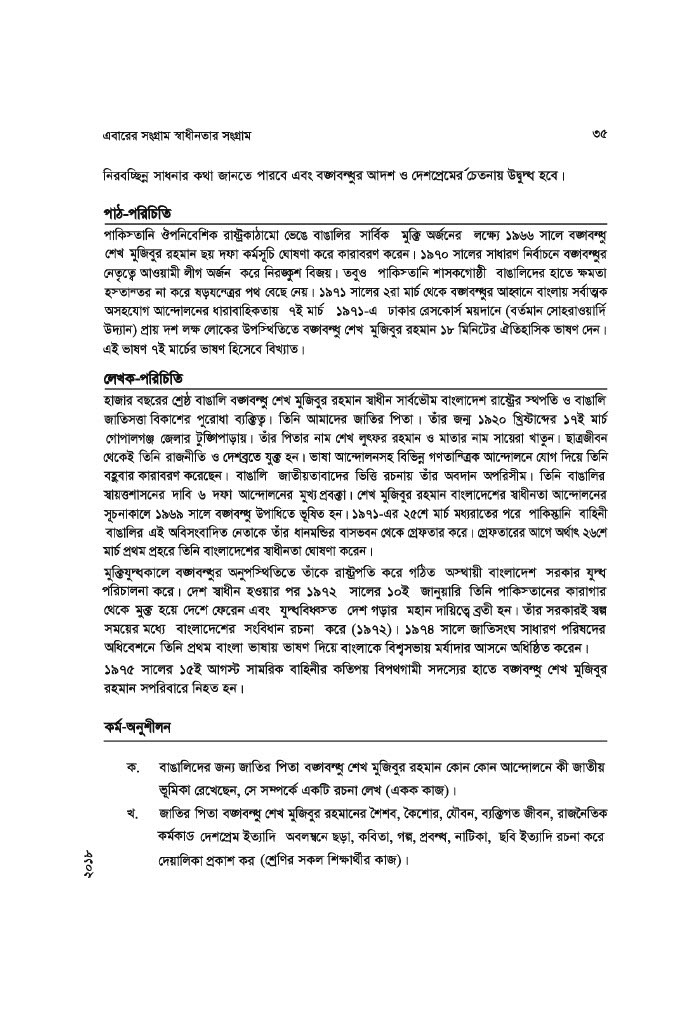 এবারের সংগ্রাম স্বাধীনতার সংগ্রাম ৩৫
নিরবচ্ছিন্ন সাধনার কথা জানতে পারবে এবং বঙ্গবন্ধুর আদর্শ ও দেশপ্রেমের চেতনায় উদ্বুদ্ধ হবে।
পাঠ-পরিচিতি
পাকিস্তানি ঔপনিবেশিক রাষ্ট্রকাঠামো ভেঙে বাঙালির সার্বিক মুক্তি অর্জনের লক্ষ্যে ১৯৬৬ সালে বঙ্গবন্ধু
শেখ মুজিবুর রহমান ছয় দফা কর্মসূচি ঘোষণা করে কারাবরণ করেন। ১৯৭০ সালের সাধারণ নির্বাচনে বঙ্গবন্ধুর
নেতৃত্বে আওয়ামী লীগ অর্জন করে নিরঙ্কুশ বিজয়। তবুও পাকিস্তানি শাসকগোষ্ঠী বাঙালিদের হাতে ক্ষমতা
হস্তান্তর না করে ষড়যন্ত্রের পথ বেছে নেয়। ১৯৭১ সালের ২রা মার্চ থেকে বঙ্গবন্ধুর আহ্বানে বাংলায় সর্বাত্মক
অসহযোগ আন্দোলনের ধারাবাহিকতায় ৭ই মার্চ ১৯৭১-এ ঢাকার রেসকোর্স ময়দানে (বর্তমান সোহরাওয়ার্দি
উদ্যান) প্রায় দশ লক্ষ লোকের উপস্থিতিতে বঙ্গবন্ধু শেখ মুজিবুর রহমান ১৮ মিনিটের ঐতিহাসিক ভাষণ দেন।
এই ভাষণ ৭ই মার্চের ভাষণ হিসেবে বিখ্যাত।
লেখক-পরিচিতি
হাজার বছরের শ্রেষ্ঠ বাঙালি বঙ্গবন্ধু শেখ মুজিবুর রহমান স্বাধীন সার্বভৌম বাংলাদেশ রাষ্ট্রের স্থপতি ও বাঙালি
জাতিসত্তা বিকাশের পুরোধা ব্যক্তিত্ব। তিনি আমাদের জাতির পিতা। তাঁর জন্ম ১৯২০ খ্রিষ্টাব্দের ১৭ই মার্চ
গোপালগঞ্জ জেলার টুঙ্গিপাড়ায়। তাঁর পিতার নাম শেখ লুৎফর রহমান ও মাতার নাম সায়েরা খাতুন। ছাত্রজীবন
থেকেই তিনি রাজনীতি ও দেশব্রতে যুক্ত হন। ভাষা আন্দোলনসহ বিভিন্ন গণতান্ত্রিক আন্দোলনে যোগ দিয়ে তিনি
বহুবার কারাবরণ করেছেন। বাঙালি জাতীয়তাবাদের ভিত্তি রচনায় তাঁর অবদান অপরিসীম। তিনি বাঙালির
স্বায়ত্তশাসনের দাবি ৬ দফা আন্দোলনের মুখ্য প্রবক্তা। শেখ মুজিবুর রহমান বাংলাদেশের স্বাধীনতা আন্দোলনের
সূচনাকালে ১৯৬৯ সালে বঙ্গবন্ধু উপাধিতে ভূষিত হন। ১৯৭১-এর ২৫শে মার্চ মধ্যরাতের পরে পাকিস্তানি বাহিনী
বাঙালির এই অবিসংবাদিত নেতাকে তাঁর ধানমন্ডির বাসভবন থেকে গ্রেফতার করে। গ্রেফতারের আগে অর্থাৎ ২৬শে
মার্চ প্রথম প্রহরে তিনি বাংলাদেশের স্বাধীনতা ঘোষণা করেন।
মুক্তিযুদ্ধকালে বঙ্গবন্ধুর অনুপস্থিতিতে তাঁকে রাষ্ট্রপতি করে গঠিত অস্থায়ী বাংলাদেশ সরকার যুদ্ধ
পরিচালনা করে। দেশ স্বাধীন হওয়ার পর ১৯৭২ সালের ১০ই জানুয়ারি তিনি পাকিস্তানের কারাগার
থেকে মুক্ত হয়ে দেশে ফেরেন এবং যুদ্ধবিধ্বস্ত দেশ গড়ার মহান দায়িত্বে ব্রতী হন। তাঁর সরকারই স্বল্প
সময়ের মধ্যে বাংলাদেশের সংবিধান রচনা করে (১৯৭২)। ১৯৭৪ সালে জাতিসংঘ সাধারণ পরিষদের
অধিবেশনে তিনি প্রথম বাংলা ভাষায় ভাষণ দিয়ে বাংলাকে বিশ্বসভায় মর্যাদার আসনে অধিষ্ঠিত করেন।
১৯৭৫ সালের ১৫ই আগস্ট সামরিক বাহিনীর কতিপয় বিপথগামী সদস্যের হাতে বঙ্গবন্ধু শেখ মুজিবুর
রহমান সপরিবারে নিহত হন।
কর্ম-অনুশীলন
ক. বাঙালিদের জন্য জাতির পিতা বঙ্গবন্ধু শেখ মুজিবুর রহমান কোন কোন আন্দোলনে কী জাতীয়
ভূমিকা রেখেছেন, সে সম্পর্কে একটি রচনা লেখ (একক কাজ)।
খ. জাতির পিতা বঙ্গবন্ধু শেখ মুজিবুর রহমানের শৈশব, কৈশোর, যৌবন, ব্যক্তিগত জীবন, রাজনৈতিক
কর্মকাণ্ড দেশপ্রেম ইত্যাদি অবলম্বনে ছড়া, কবিতা, গল্প, প্রবন্ধ, নাটিকা, ছবি ইত্যাদি রচনা করে
দেয়ালিকা প্রকাশ কর (শ্রেণির সকল শিক্ষার্থীর কাজ)।
২০১৮